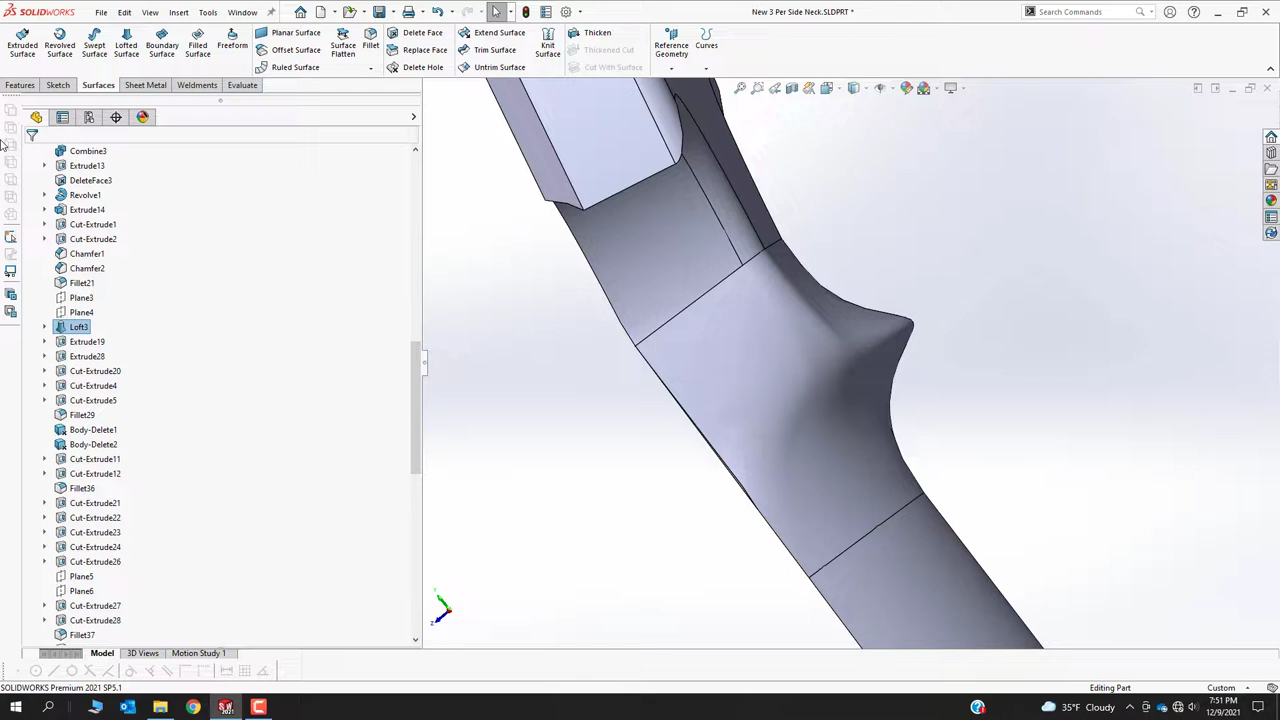 SOLIDWORKS
File Edit View Insert Tools Window
New 3 Per Side Neck.SLDPRT *
Search Commands
Extruded Surface
Revolved Surface
Swept Surface
Lofted Surface
Boundary Surface
Filled Surface
Freeform
Planar Surface
Offset Surface
Ruled Surface
Surface Flatten
Fillet
Delete Face
Replace Face
Delete Hole
Extend Surface
Trim Surface
Untrim Surface
Knit Surface
Thicken
Thickened Cut
Cut With Surface
Reference Geometry
Curves
Features Sketch Surfaces Sheet Metal Weldments Evaluate
Combine3
Extrude13
DeleteFace3
Revolve1
Extrude14
Cut-Extrude1
Cut-Extrude2
Chamfer1
Chamfer2
Fillet21
Plane3
Plane4
Loft3
Extrude19
Extrude28
Cut-Extrude20
Cut-Extrude4
Cut-Extrude5
Fillet29
Body-Delete1
Body-Delete2
Cut-Extrude11
Cut-Extrude12
Fillet36
Cut-Extrude21
Cut-Extrude22
Cut-Extrude23
Cut-Extrude24
Cut-Extrude26
Plane5
Plane6
Cut-Extrude27
Cut-Extrude28
Fillet37
Model 3D Views Motion Study 1
SOLIDWORKS Premium 2021 SP5.1
Editing Part
Custom
35°F Cloudy
7:51 PM
12/9/2021